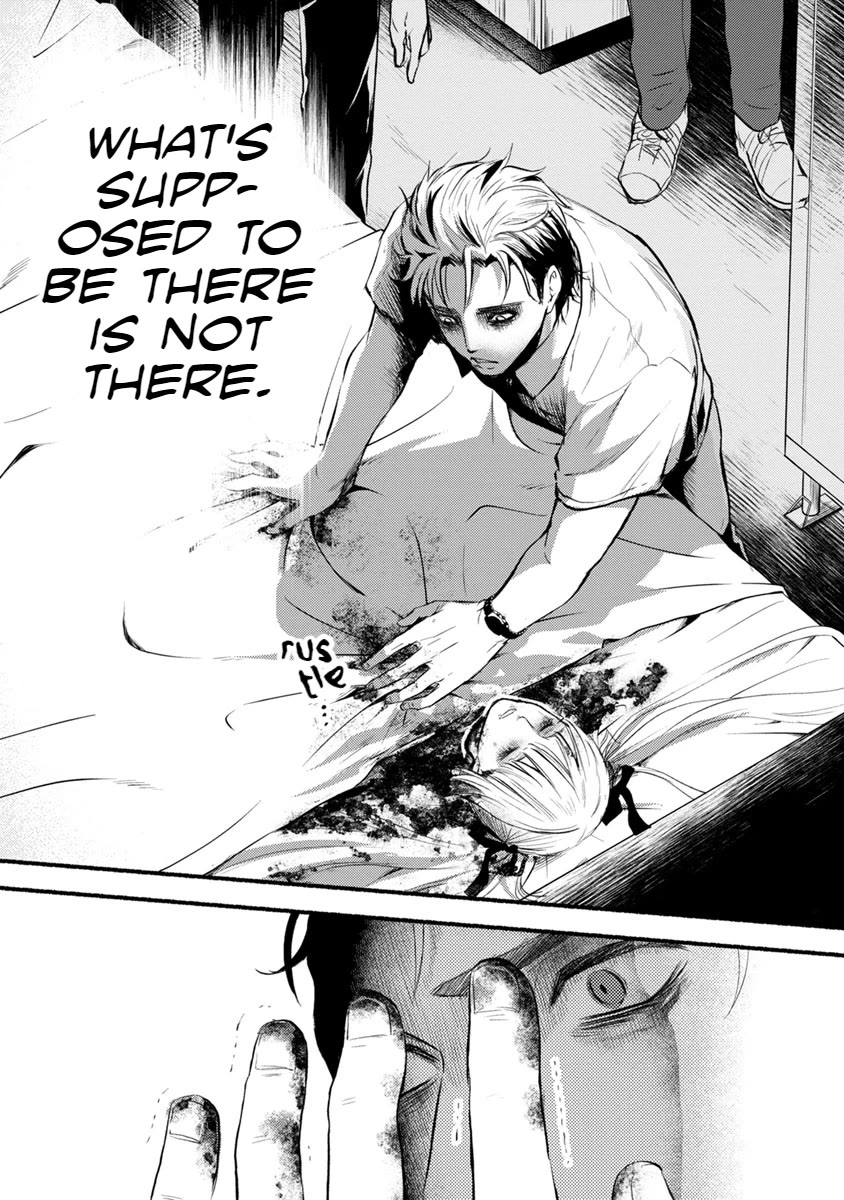 WHAT'S
SUPP-
OSED TO
BE THERE
IS NOT
THERE.
rus
tle
...